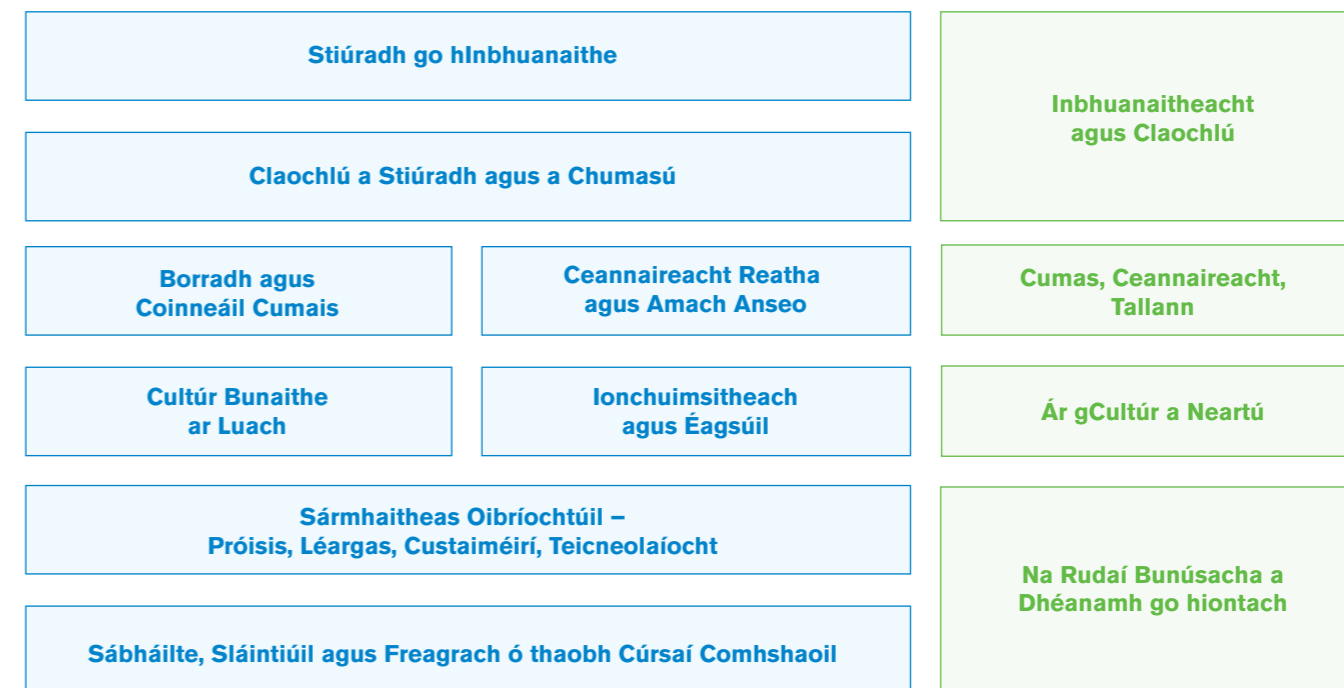 Stiúradh go hInbhuanaithe
Claochlú a Stiúradh agus a Chumasú
Inbhuanaitheacht
agus Claochlú
Borradh agus
Coinneáil Cumais
Ceannaireacht Reatha
agus Amach Anseo
Cumas, Ceannaireacht,
Tallann
Cultúr Bunaithe
ar Luach
Ionchuimsitheach
agus Éagsúil
Ár gCultúr a Neartú
Sármhaitheas Oibríochtúil –
Próisis, Léargas, Custaiméirí, Teicneolaíocht
Sábháilte, Sláintiúil agus Freagrach ó thaobh Cúrsaí Comhshaoil
Na Rudaí Bunúsacha a
Dhéanamh go hiontach